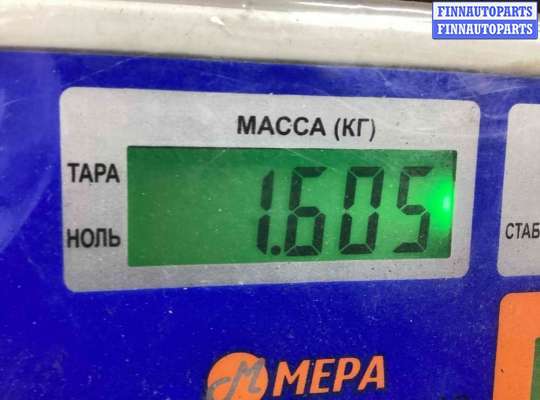 FINNAUTOPARTS
FINNAUTOPARTS
МАССА (КГ)
ТАРА
1.605
НОЛЬ
СТАБ
МЕРА